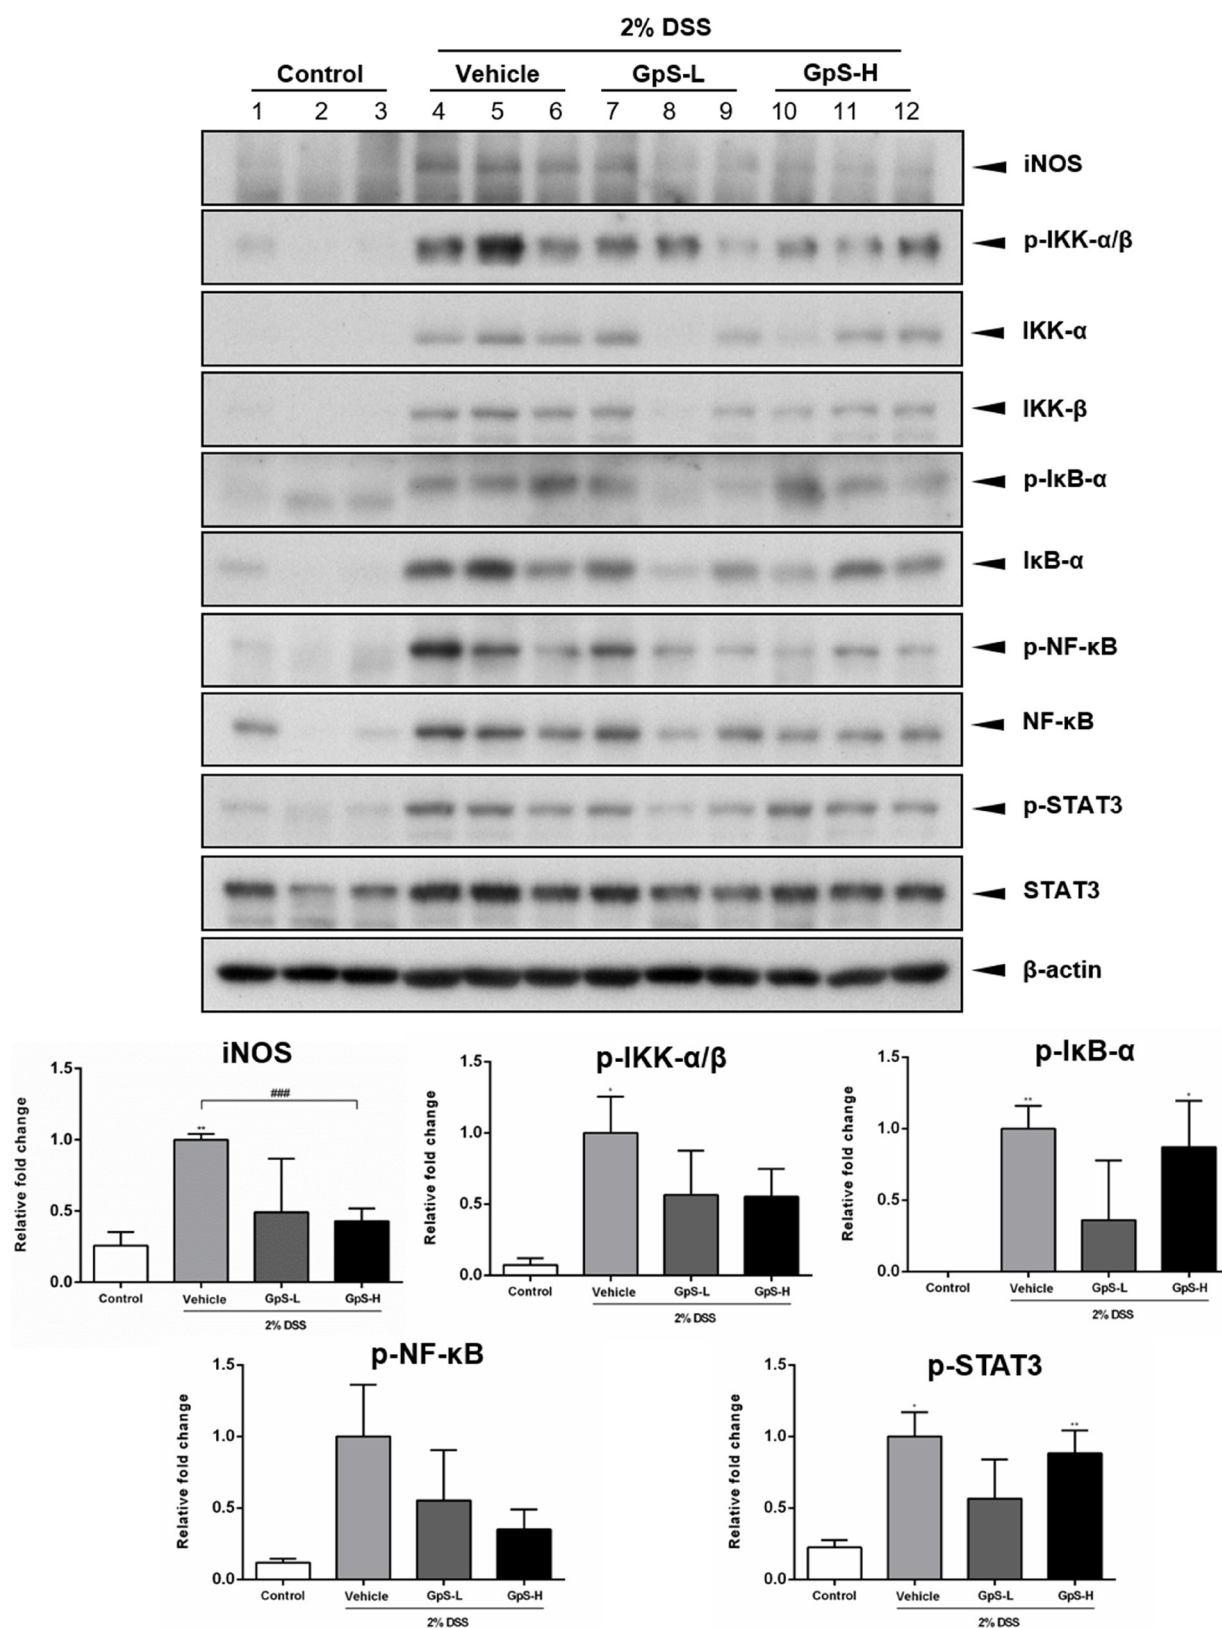 2% DSS
Control Vehicle GpS-L GpS-H
1 2 3 4 5 6 7 8 9 10 11 12
iNOS
p-IKK-α/β
IKK-α
IKK-β
p-IκB-α
IκB-α
p-NF-κB
NF-κB
p-STAT3
STAT3
β-actin
iNOS
Relative fold change
1.5
1.0
0.5
0.0
###
**
Control Vehicle GpS-L GpS-H
2% DSS
p-IKK-α/β
Relative fold change
1.5
1.0
0.5
0.0
*
Control Vehicle GpS-L GpS-H
2% DSS
p-IκB-α
Relative fold change
1.5
1.0
0.5
0.0
** *
Control Vehicle GpS-L GpS-H
2% DSS
p-NF-κB
Relative fold change
1.5
1.0
0.5
0.0
Control Vehicle GpS-L GpS-H
2% DSS
p-STAT3
Relative fold change
1.5
1.0
0.5
0.0
* **
Control Vehicle GpS-L GpS-H
2% DSS